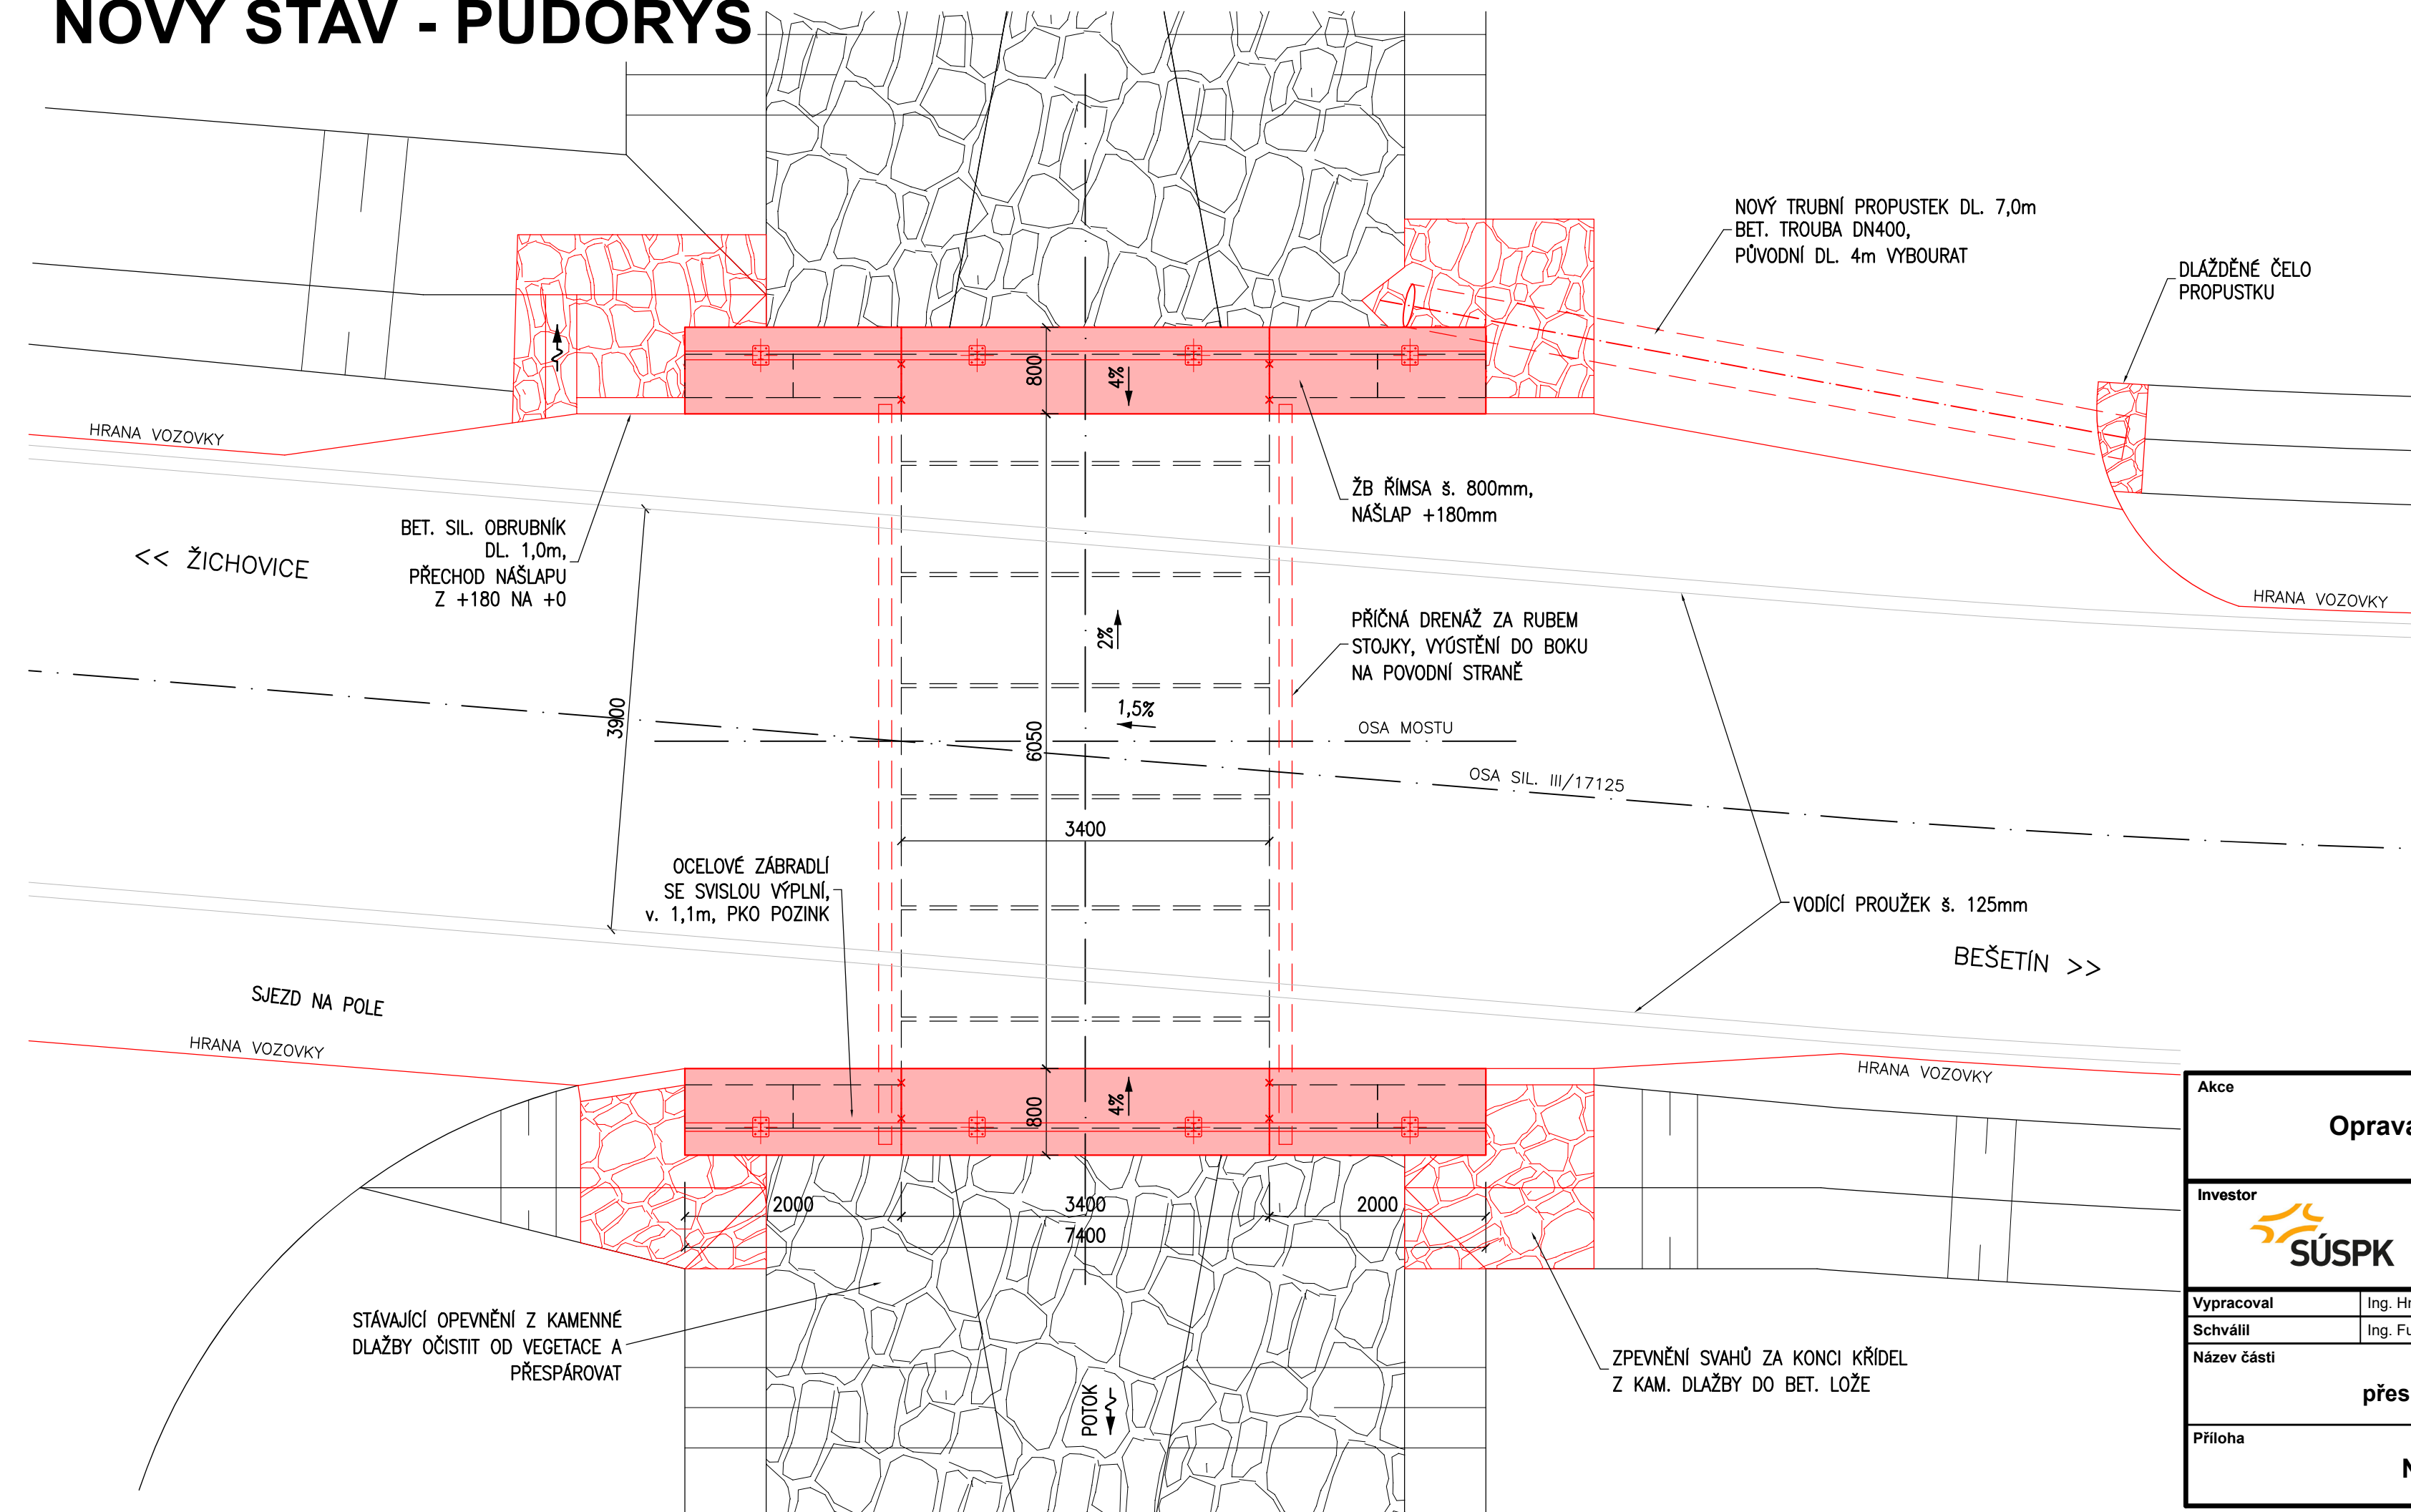 NOVÝ STAV - PŮDORYS
NOVÝ TRUBNÍ PROPUSTEK DL. 7,0m
BET. TROUBA DN400,
PŮVODNÍ DL. 4m VYBOURAT
DLÁŽDĚNÉ ČELO
PROPUSTKU
800
4%
HRANA VOZOVKY
ŽB ŘÍMSA š. 800mm,
NÁŠLAP +180mm
BET. SIL. OBRUBNÍK
DL. 1,0m,
PŘECHOD NÁŠLAPU
Z +180 NA +0
<< ŽICHOVICE
HRANA VOZOVKY
2%
PŘÍČNÁ DRENÁŽ ZA RUBEM
STOJKY, VYÚSTĚNÍ DO BOKU
NA POVODNÍ STRANĚ
3900
1,5%
6050
OSA MOSTU
OSA SIL. III/17125
3400
OCELOVÉ ZÁBRADLÍ
SE SVISLOU VÝPLNÍ,
v. 1,1m, PKO POZINK
VODÍCÍ PROUŽEK š. 125mm
BEŠETÍN >>
SJEZD NA POLE
HRANA VOZOVKY
HRANA VOZOVKY
800
4%
2000
3400
2000
7400
STÁVAJÍCÍ OPEVNĚNÍ Z KAMENNÉ
DLAŽBY OČISTIT OD VEGETACE A
PŘESPÁROVAT
ZPEVNĚNÍ SVAHŮ ZA KONCI KŘÍDEL
Z KAM. DLAŽBY DO BET. LOŽE
POTOK
Akce
Oprava
Investor
SÚSPK
Vypracoval
Ing. Hr
Schválil
Ing. Fu
Název části
přes
Příloha
N